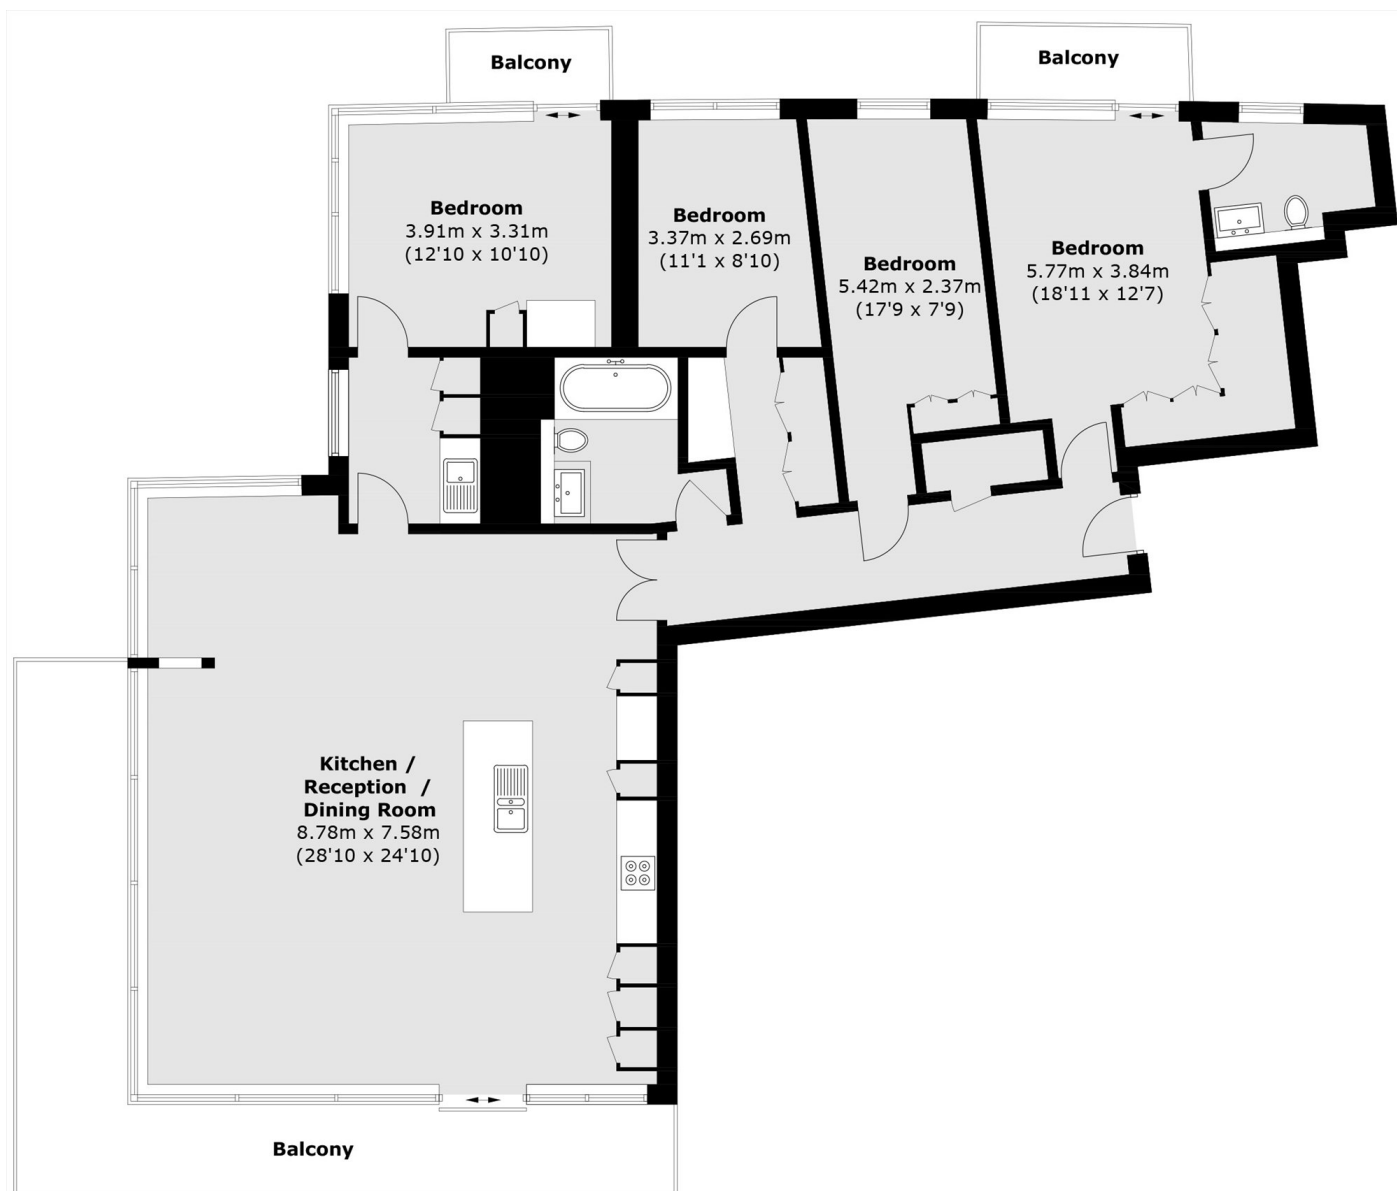 Balcony
Balcony
Bedroom
3.91m x 3.31m
(12'10 x 10'10)
Bedroom
3.37m x 2.69m
(11'1 x 8'10)
Bedroom
5.42m x 2.37m
(17'9 x 7'9)
Bedroom
5.77m x 3.84m
(18'11 x 12'7)
Kitchen /
Reception /
Dining Room
8.78m x 7.58m
(28'10 x 24'10)
Balcony